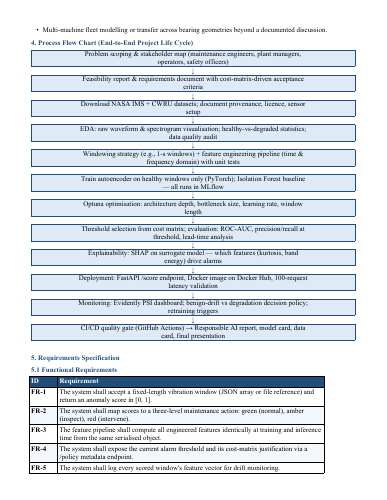 • Multi-machine fleet modelling or transfer across bearing geometries beyond a documented discussion.
4. Process Flow Chart (End-to-End Project Life Cycle)
Problem scoping & stakeholder map (maintenance engineers, plant managers,
operators, safety officers)
↓
Feasibility report & requirements document with cost-matrix-driven acceptance
criteria
↓
Download NASA IMS + CWRU datasets; document provenance, licence, sensor
setup
↓
EDA: raw waveform & spectrogram visualisation; healthy-vs-degraded statistics;
data quality audit
↓
Windowing strategy (e.g., 1-s windows) + feature engineering pipeline (time &
frequency domain) with unit tests
↓
Train autoencoder on healthy windows only (PyTorch); Isolation Forest baseline
— all runs in MLflow
↓
Optuna optimisation: architecture depth, bottleneck size, learning rate, window
length
↓
Threshold selection from cost matrix; evaluation: ROC-AUC, precision/recall at
threshold, lead-time analysis
↓
Explainability: SHAP on surrogate model — which features (kurtosis, band
energy) drive alarms
↓
Deployment: FastAPI /score endpoint, Docker image on Docker Hub, 100-request
latency validation
↓
Monitoring: Evidently PSI dashboard; benign-drift vs degradation decision policy;
retraining triggers
↓
CI/CD quality gate (GitHub Actions) → Responsible AI report, model card, data
card, final presentation
5. Requirements Specification
5.1 Functional Requirements
ID Requirement
FR-1 The system shall accept a fixed-length vibration window (JSON array or file reference) and
return an anomaly score in [0, 1].
FR-2 The system shall map scores to a three-level maintenance action: green (normal), amber
(inspect), red (intervene).
FR-3 The feature pipeline shall compute all engineered features identically at training and inference
time from the same serialised object.
FR-4 The system shall expose the current alarm threshold and its cost-matrix justification via a
/policy metadata endpoint.
FR-5 The system shall log every scored window's feature vector for drift monitoring.